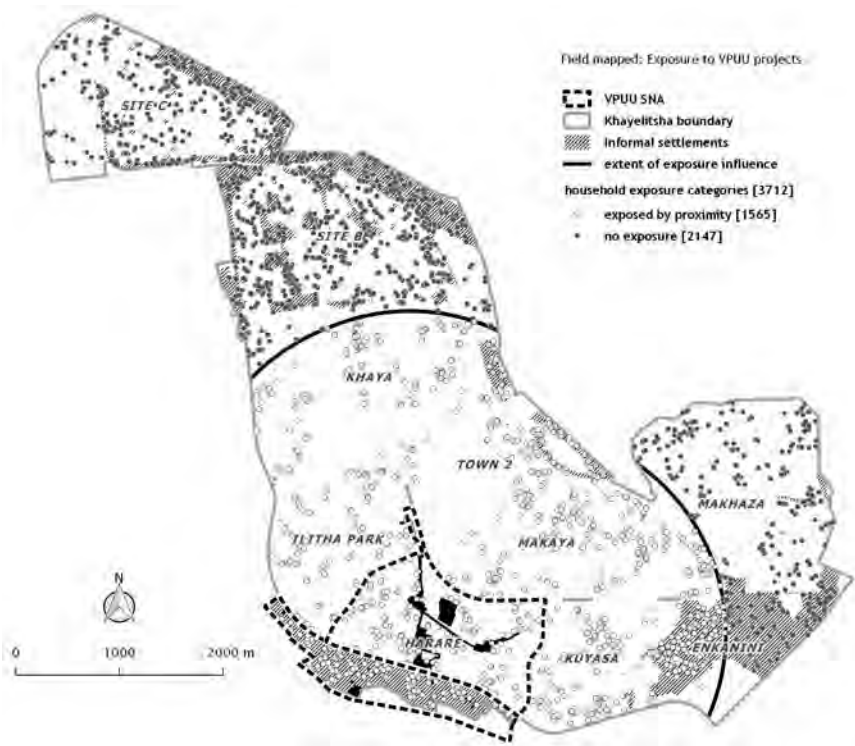 Field mapped: Exposure to VPUU projects
VPUU SNA
Khayelitsha boundary
Informal settlements
extent of exposure influence
household exposure categories [3712]
exposed by proximity [1565]
no exposure [2147]
SITE C
SITE B
KHAYA
TOWN 2
MAKHAZA
ILITHA PARK
MAKAYA
HARARE
KUYASA
ENKANINI
N
0 1000 2000 m